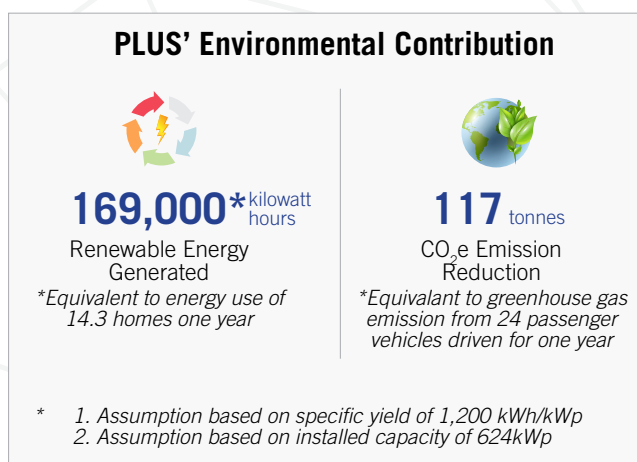 PLUS’ Environmental Contribution
169,000* kilowatt hours
Renewable Energy
Generated
*Equivalent to energy use of
14.3 homes one year
117 tonnes
CO₂e Emission
Reduction
*Equivalant to greenhouse gas
emission from 24 passenger
vehicles driven for one year
* 1. Assumption based on specific yield of 1,200 kWh/kWp
2. Assumption based on installed capacity of 624kWp